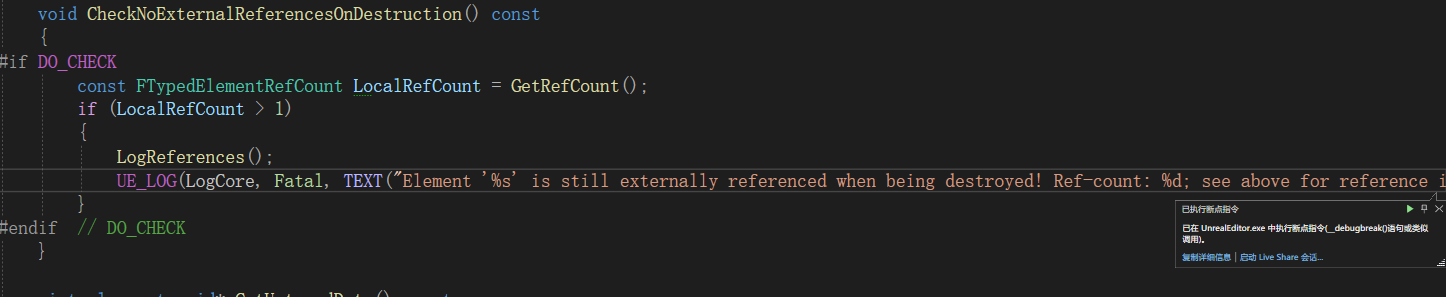 void CheckNoExternalReferencesOnDestruction() const
{
#if DO_CHECK
const FTypedElementRefCount LocalRefCount = GetRefCount();
if (LocalRefCount > 1)
{
LogReferences();
UE_LOG(LogCore, Fatal, TEXT("Element '%s' is still externally referenced when being destroyed! Ref-count: %d; see above for reference i
}
#endif // DO_CHECK
}
已执行断点指令
已在 UnrealEditor.exe 中执行断点指令(__debugbreak()语句或类似
调用)。
复制详细信息 | 启动 Live Share 会话...